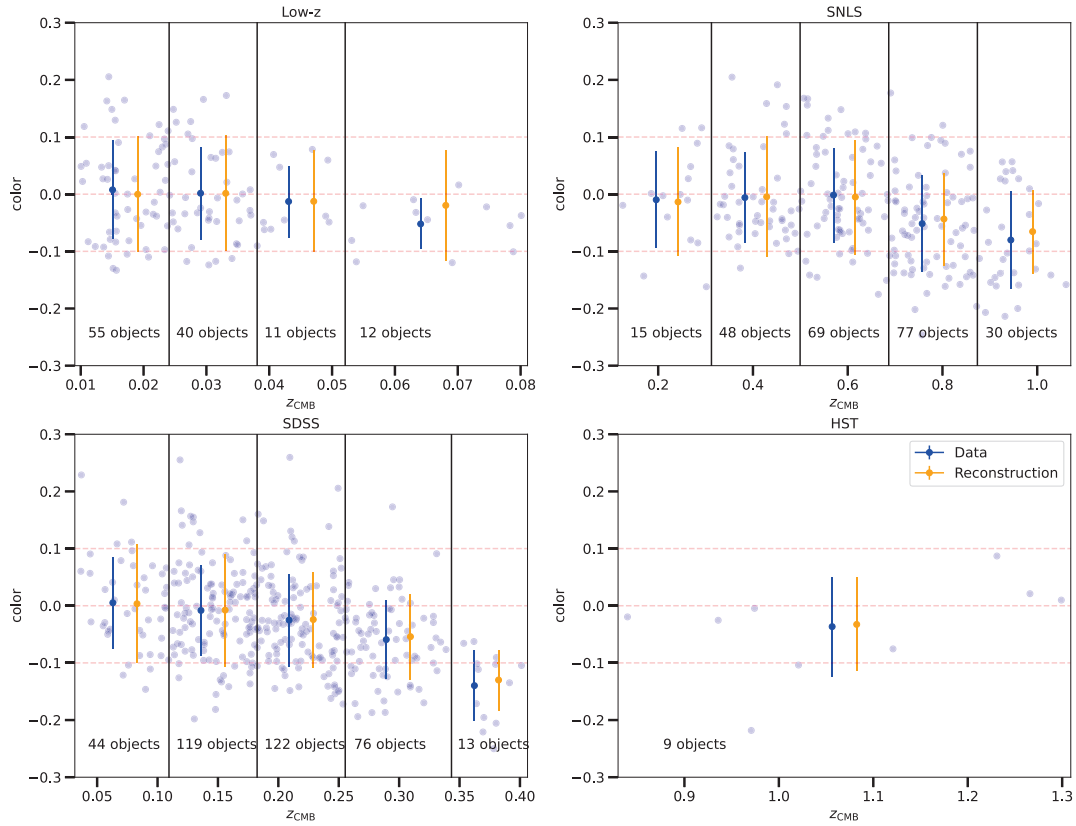 Low-z
0.3
0.2
0.1
0.0
−0.1
−0.2
−0.3
color
55 objects
40 objects
11 objects
12 objects
0.01 0.02 0.03 0.04 0.05 0.06 0.07 0.08
zCMB
SNLS
0.3
0.2
0.1
0.0
−0.1
−0.2
−0.3
color
15 objects
48 objects
69 objects
77 objects
30 objects
0.2 0.4 0.6 0.8 1.0
zCMB
SDSS
0.3
0.2
0.1
0.0
−0.1
−0.2
−0.3
color
44 objects
119 objects
122 objects
76 objects
13 objects
0.05 0.10 0.15 0.20 0.25 0.30 0.35 0.40
zCMB
HST
0.3
0.2
0.1
0.0
−0.1
−0.2
−0.3
color
Data
Reconstruction
9 objects
0.9 1.0 1.1 1.2 1.3
zCMB